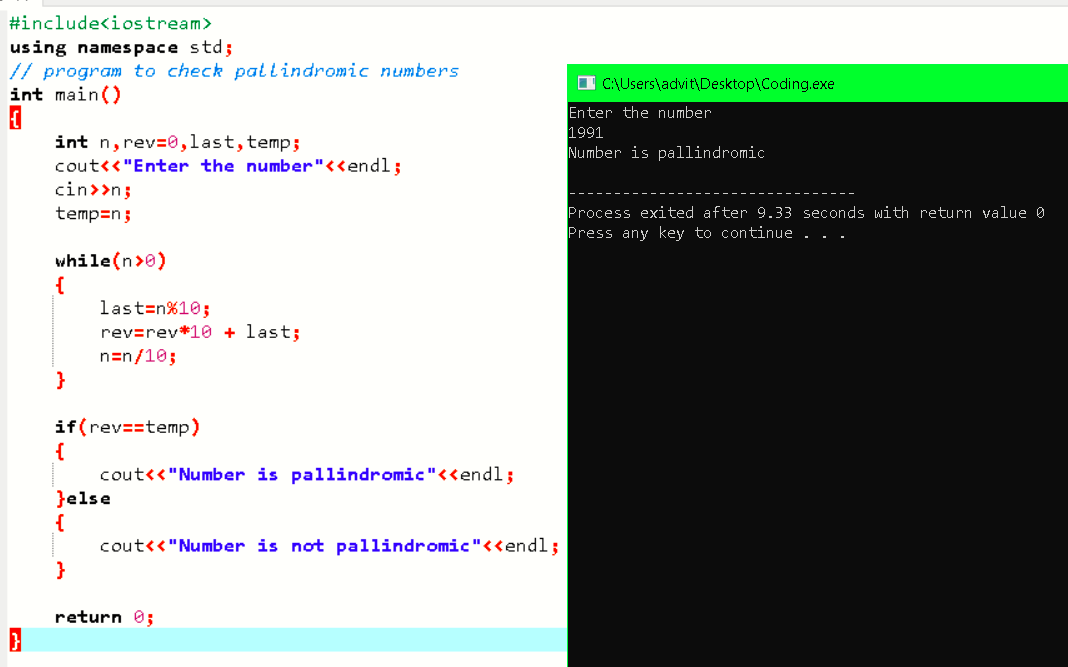 #include<iostream>
using namespace std;
// program to check pallindromic numbers
int main()
{
    int n,rev=0,last,temp;
    cout<<"Enter the number"<<endl;
    cin>>n;
    temp=n;
    while(n>0)
    {
        last=n%10;
        rev=rev*10 + last;
        n=n/10;
    }
    if(rev==temp)
    {
        cout<<"Number is pallindromic"<<endl;
    }else
    {
        cout<<"Number is not pallindromic"<<endl;
    }
    return 0;
}
C:\Users\advit\Desktop\Coding.exe
Enter the number
1991
Number is pallindromic
--------------------------------
Process exited after 9.33 seconds with return value 0
Press any key to continue . . .